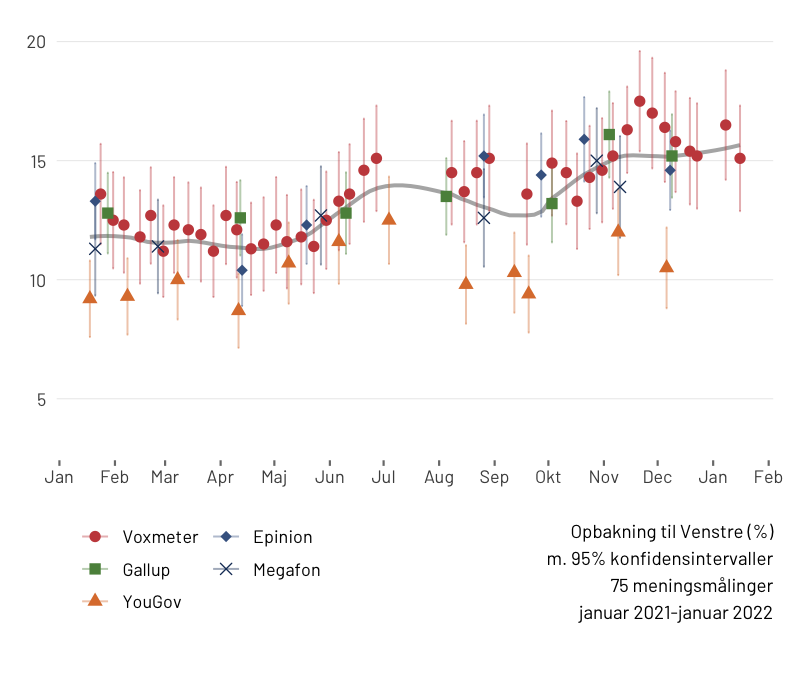 20
15
10
5
Jan Feb Mar Apr Maj Jun Jul Aug Sep Okt Nov Dec Jan Feb
Voxmeter Epinion
Gallup Megafon
YouGov
Opbakning til Venstre (%)
m. 95% konfidensintervaller
75 meningsmålinger
januar 2021-januar 2022